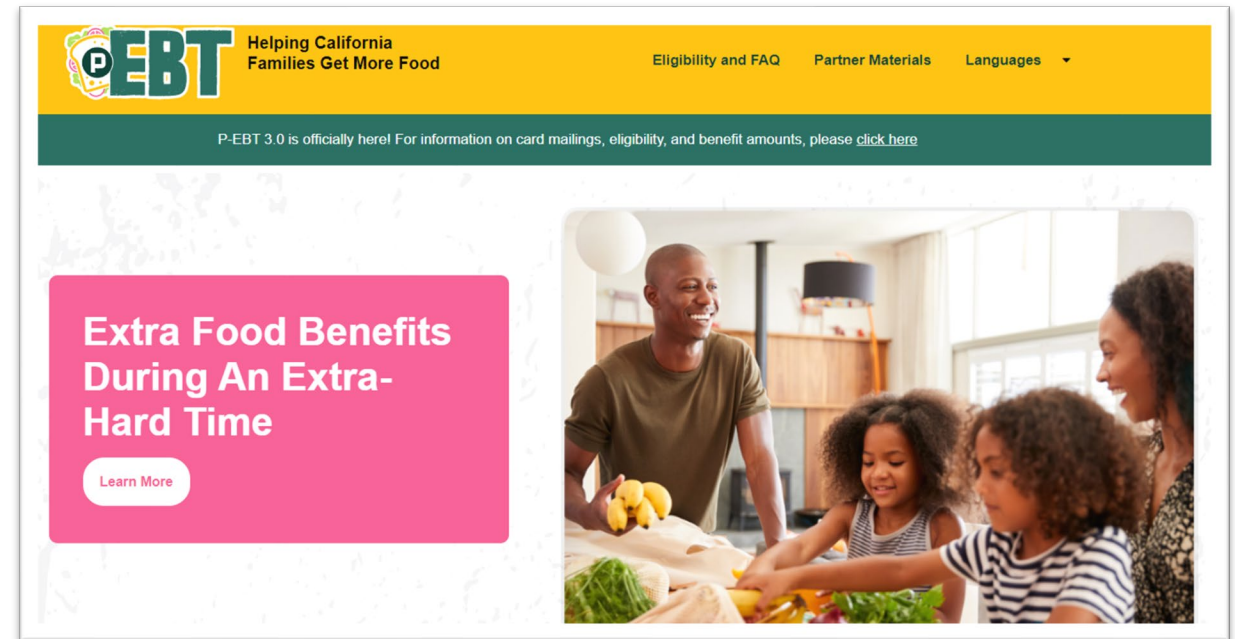 P EBT
Helping California
Families Get More Food
Eligibility and FAQ
Partner Materials
Languages
P-EBT 3.0 is officially here! For information on card mailings, eligibility, and benefit amounts, please click here
Extra Food Benefits
During An Extra-
Hard Time
Learn More